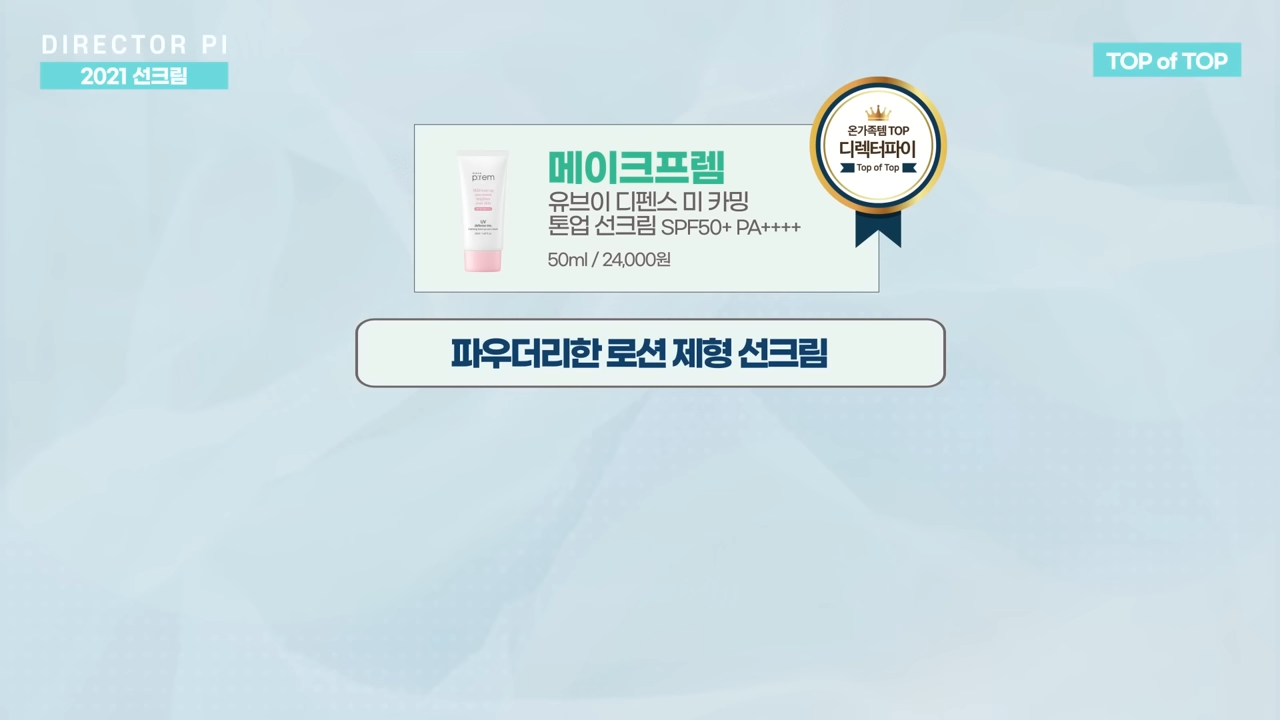 DIRECTOR PI
2021 선크림
TOP of TOP
온가족템 TOP
디렉터파이
Top of Top
메이크프렘
유브이 디펜스 미 카밍
톤업 선크림 SPF50+ PA++++
50ml / 24,000원
prem
UV
파우더리한 로션 제형 선크림